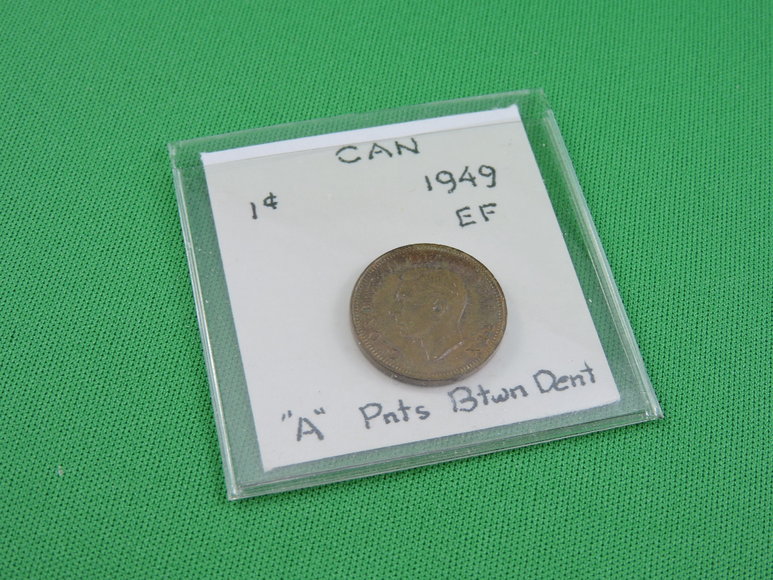 CAN
1¢ 1949
EF
"A" Pnts Btwn Dent